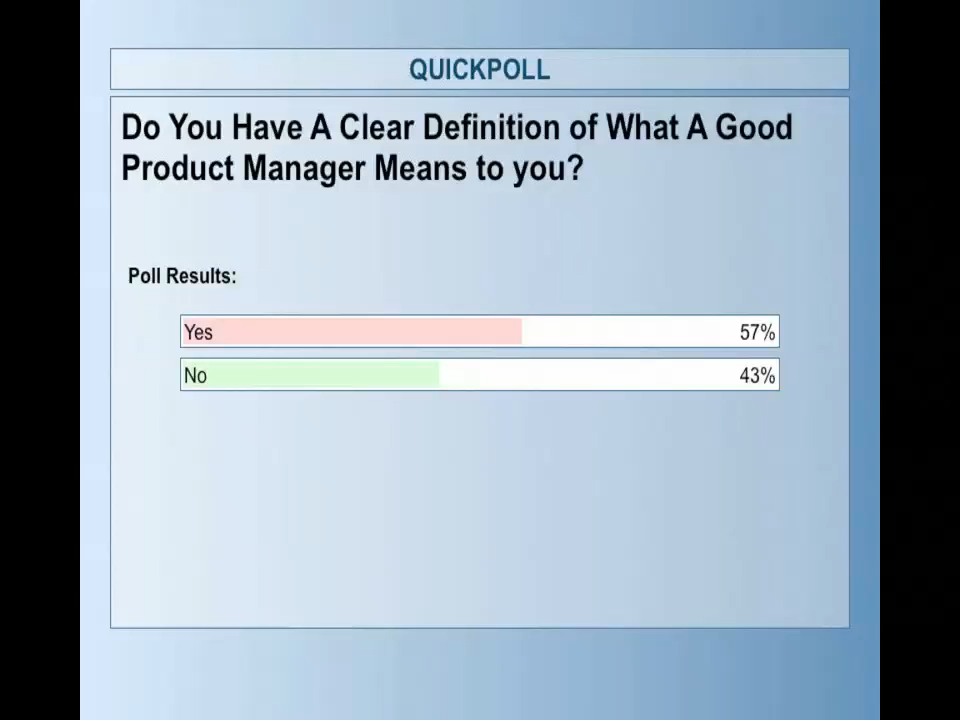 QUICKPOLL
Do You Have A Clear Definition of What A Good
Product Manager Means to you?
Poll Results:
Yes 57%
No 43%